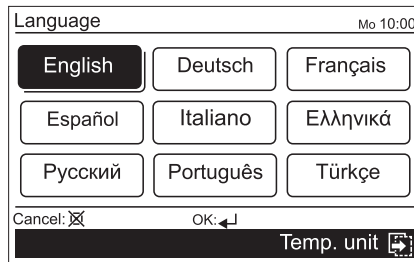 Language Mo 10:00
English Deutsch Français
Español Italiano Ελληνικά
Русский Português Türkçe
Cancel: OK:
Temp. unit